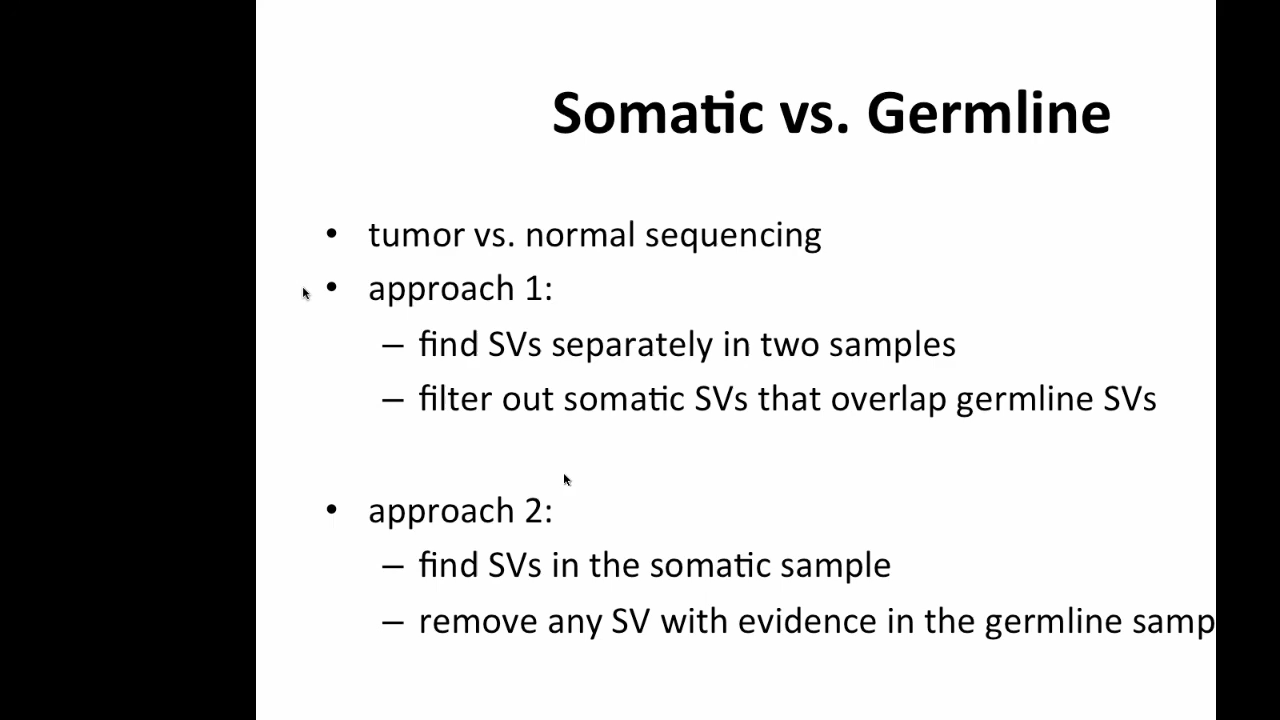 Somatic vs. Germline
• tumor vs. normal sequencing
• approach 1:
– find SVs separately in two samples
– filter out somatic SVs that overlap germline SVs
• approach 2:
– find SVs in the somatic sample
– remove any SV with evidence in the germline samp